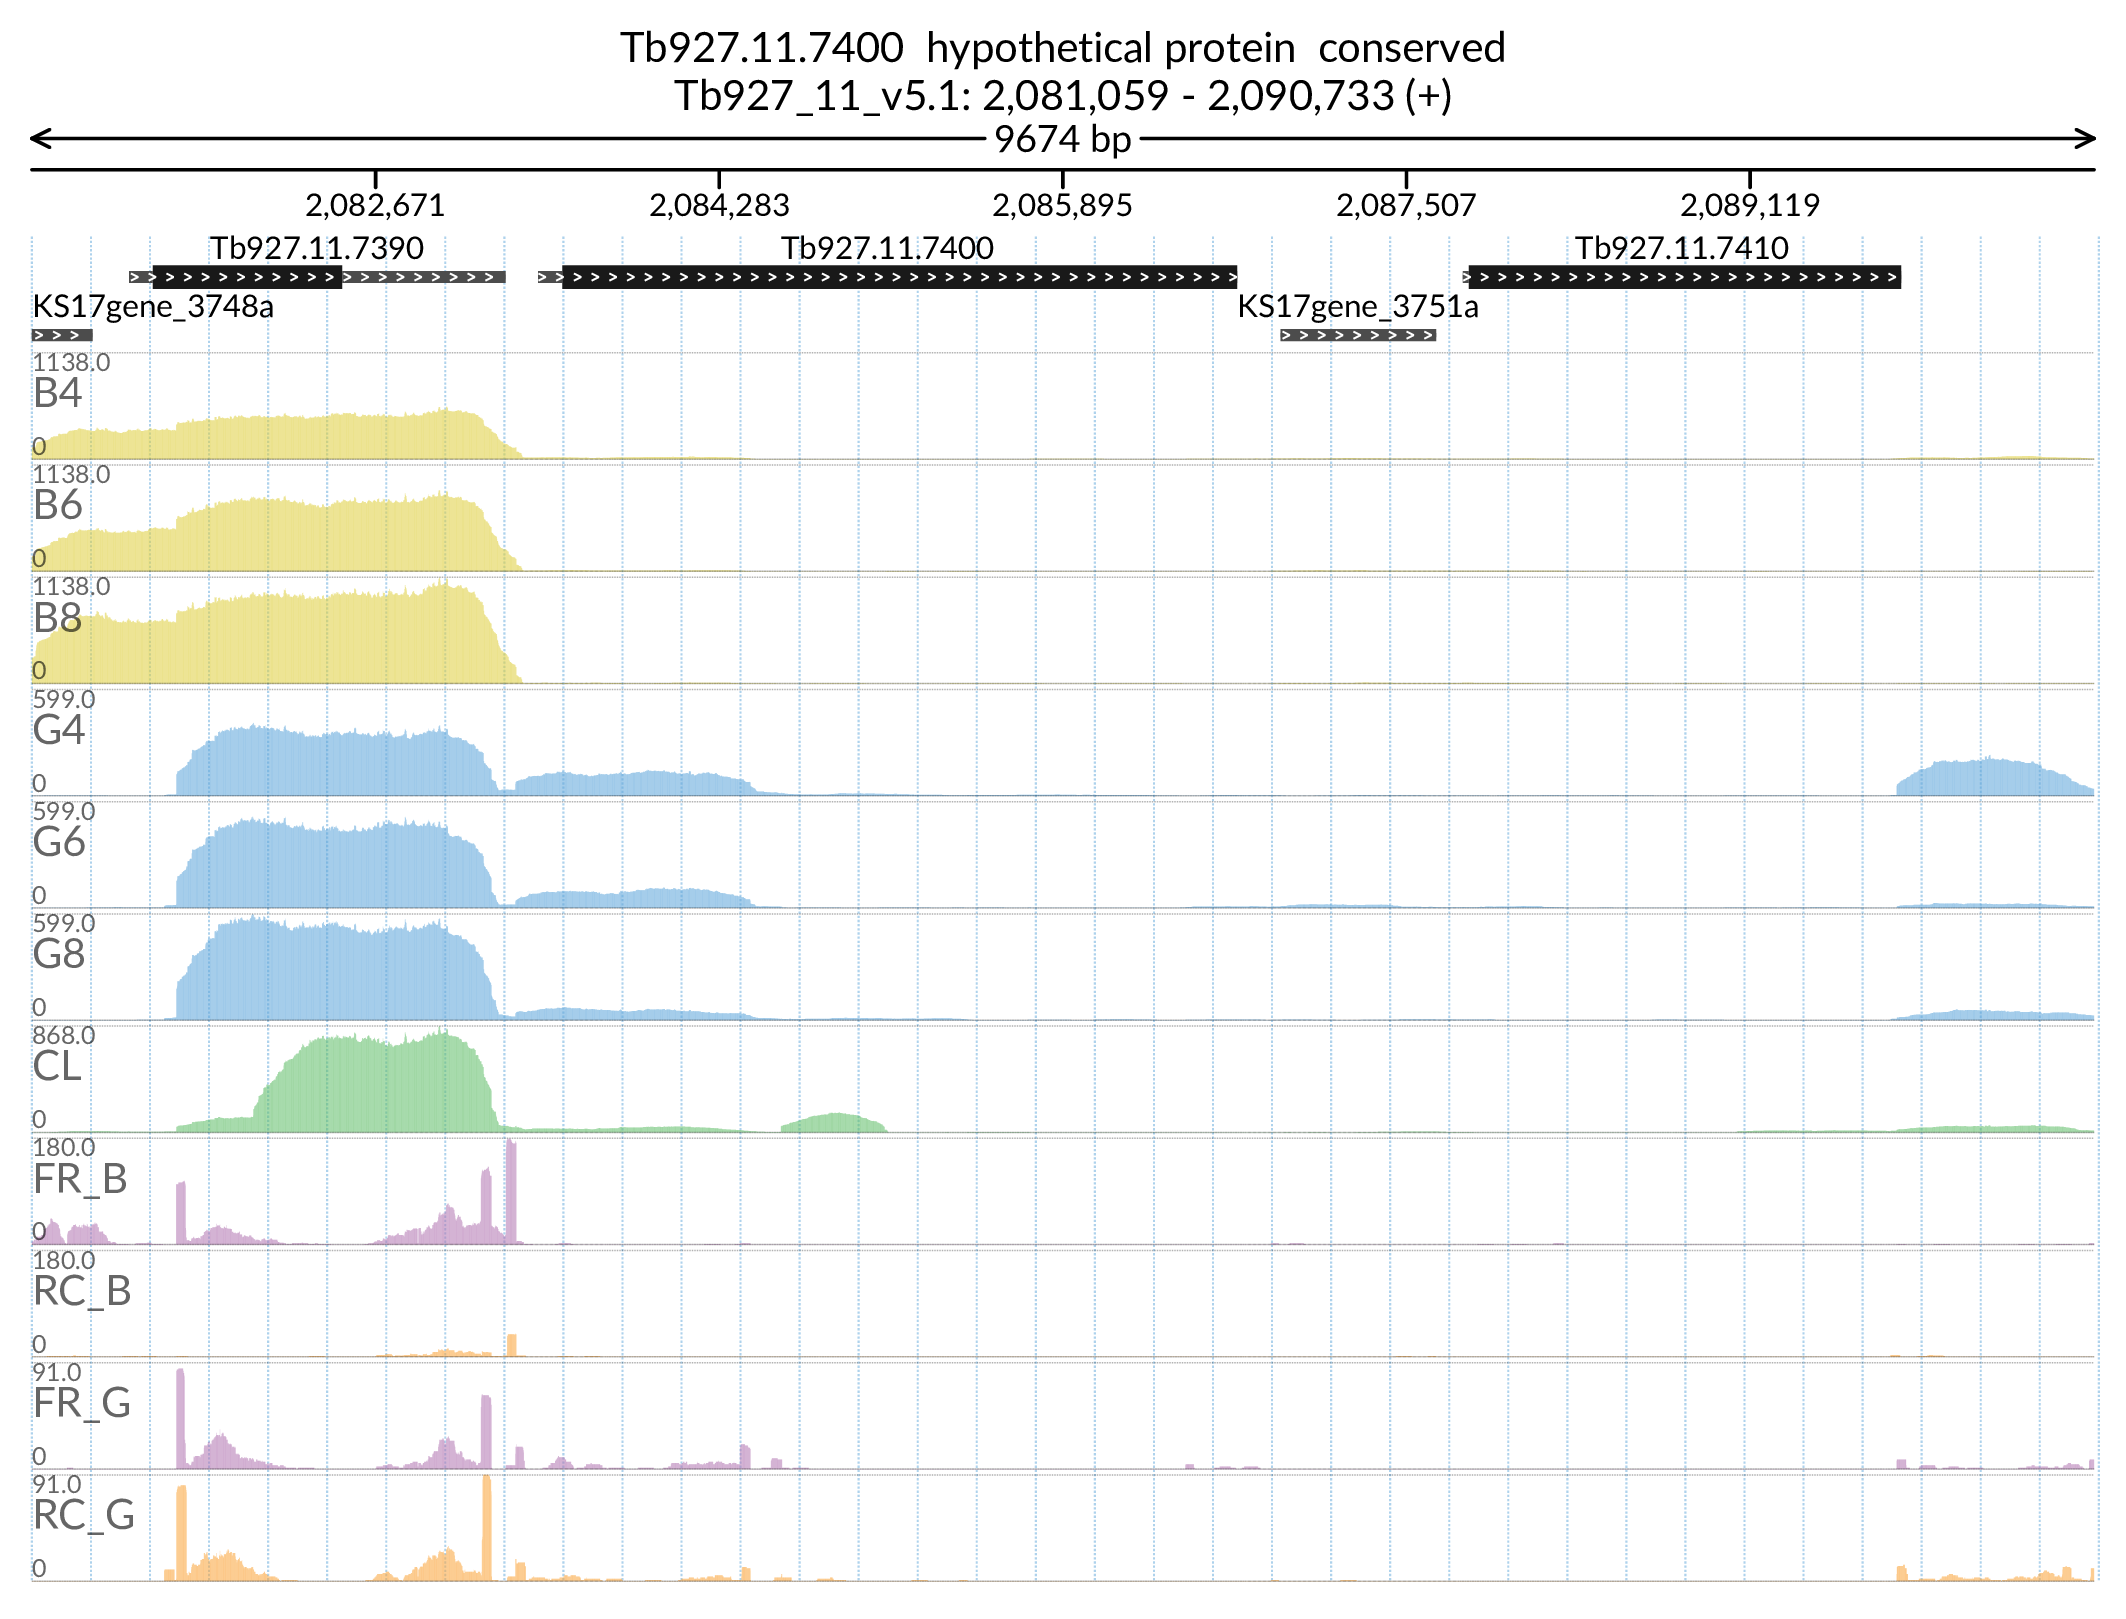 Tb927.11.7400  hypothetical protein  conserved
Tb927_11_v5.1: 2,081,059 - 2,090,733 (+)
9674 bp
2,082,671 2,084,283 2,085,895 2,087,507 2,089,119
Tb927.11.7390 Tb927.11.7400 Tb927.11.7410
KS17gene_3748a KS17gene_3751a
1138.0
B4
0
1138.0
B6
0
1138.0
B8
0
599.0
G4
0
599.0
G6
0
599.0
G8
0
868.0
CL
0
180.0
FR_B
0
180.0
RC_B
0
91.0
FR_G
0
91.0
RC_G
0